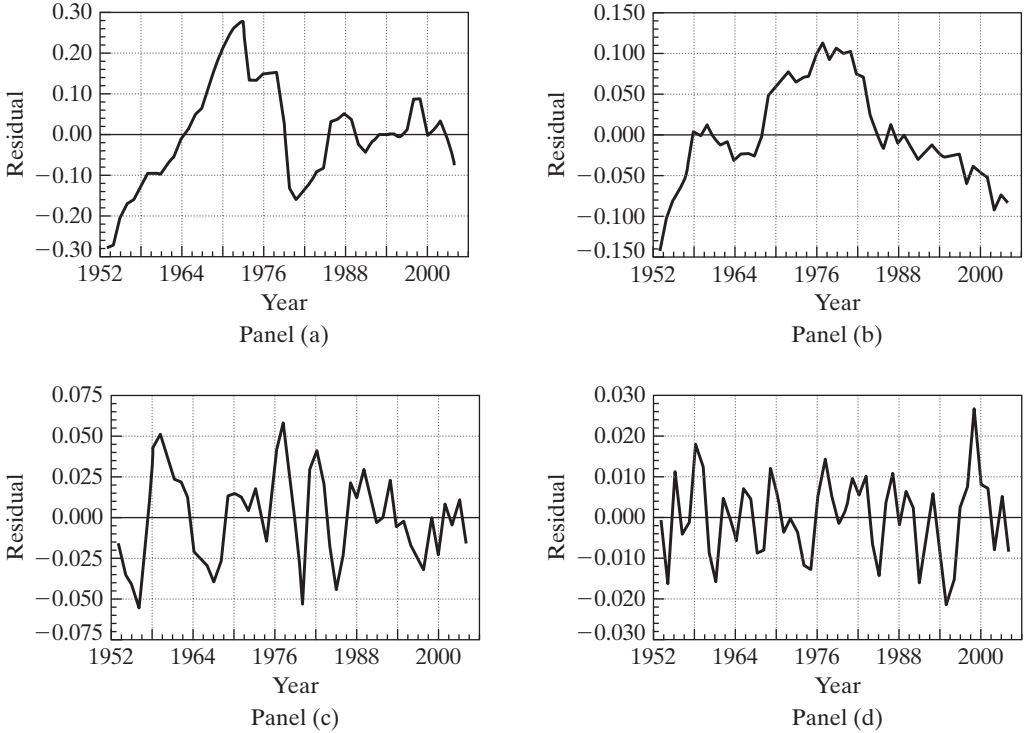 0.30
0.20
0.10
0.00
−0.10
−0.20
−0.30
Residual
1952 1964 1976 1988 2000
Year
Panel (a)
0.150
0.100
0.050
0.000
−0.050
−0.100
−0.150
Residual
1952 1964 1976 1988 2000
Year
Panel (b)
0.075
0.050
0.025
0.000
−0.025
−0.050
−0.075
Residual
1952 1964 1976 1988 2000
Year
Panel (c)
0.030
0.020
0.010
0.000
−0.010
−0.020
−0.030
Residual
1952 1964 1976 1988 2000
Year
Panel (d)